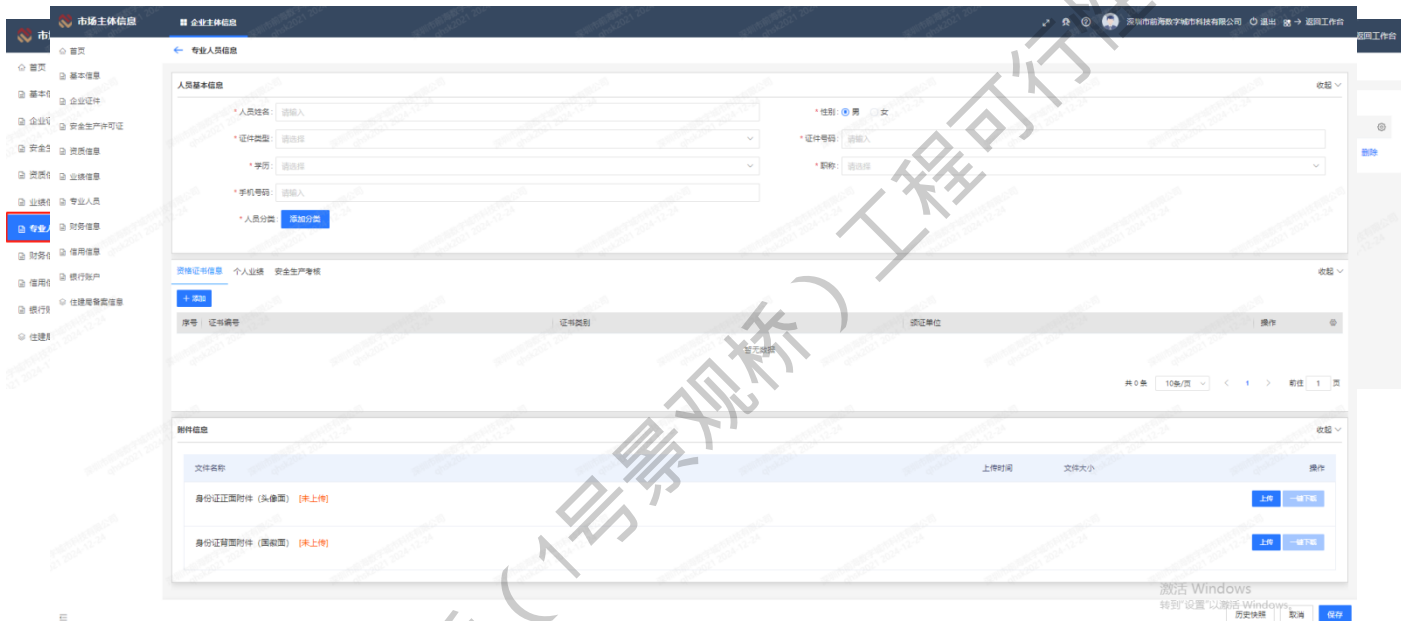 市场主体信息
企业主体信息
深圳市前海数字城市科技有限公司 退出 返回工作台
首页
基本信息
企业证件
安全生产许可证
资质信息
业绩信息
专业人员
财务信息
信用信息
银行账户
住建局备案信息
专业人员信息
人员基本信息 收起
* 人员姓名: 请输入 * 性别: 男 女
* 证件类型: 请选择 * 证件号码: 请输入
* 学历: 请选择 * 职称: 请选择
* 手机号码: 请输入
* 人员分类: 添加分类
资格证书信息 个人业绩 安全生产考核 收起
+ 添加
序号 证书编号 证书类别 颁证单位 操作
暂无数据
共 0 条 10条/页 < 1 > 前往 1 页
附件信息 收起
文件名称 上传时间 文件大小 操作
身份证正面附件（头像面） [未上传] 上传 一键下载
身份证背面附件（国徽面） [未上传] 上传 一键下载
激活 Windows
转到"设置"以激活 Windows。
历史快照 取消 保存
首页
返回工作台
删除
（1号景观桥）工程可行性